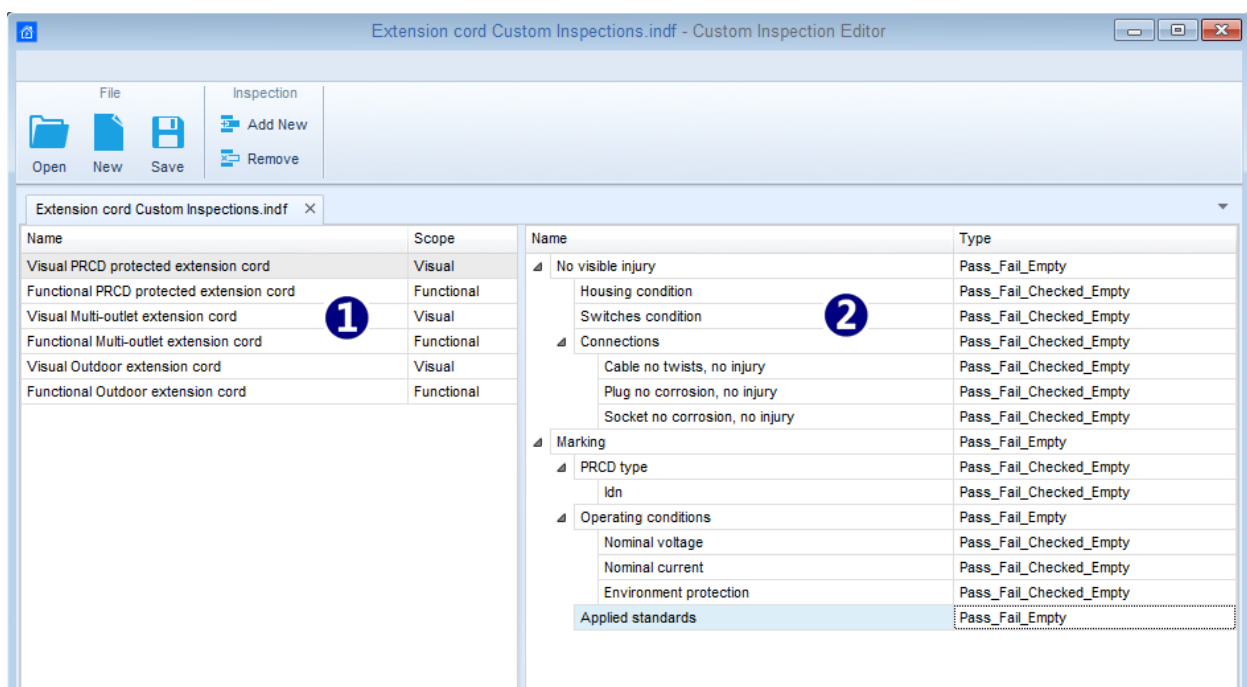 Extension cord Custom Inspections.indf - Custom Inspection Editor
File Inspection
Open New Save Add New
Remove
Extension cord Custom Inspections.indf
Name Scope Name Type
Visual PRCD protected extension cord Visual No visible injury Pass_Fail_Empty
Functional PRCD protected extension cord Functional Housing condition Pass_Fail_Checked_Empty
Visual Multi-outlet extension cord Visual Switches condition Pass_Fail_Checked_Empty
Functional Multi-outlet extension cord Functional Connections Pass_Fail_Checked_Empty
Visual Outdoor extension cord Visual Cable no twists, no injury Pass_Fail_Checked_Empty
Functional Outdoor extension cord Functional Plug no corrosion, no injury Pass_Fail_Checked_Empty
Socket no corrosion, no injury Pass_Fail_Checked_Empty
Marking Pass_Fail_Empty
PRCD type Pass_Fail_Checked_Empty
Idn Pass_Fail_Checked_Empty
Operating conditions Pass_Fail_Empty
Nominal voltage Pass_Fail_Checked_Empty
Nominal current Pass_Fail_Checked_Empty
Environment protection Pass_Fail_Checked_Empty
Applied standards Pass_Fail_Empty
1
2